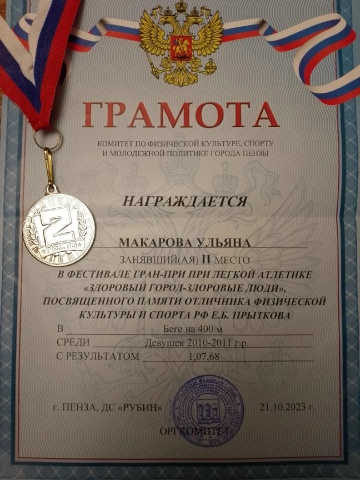 ГРАМОТА
КОМИТЕТ ПО ФИЗИЧЕСКОЙ КУЛЬТУРЕ, СПОРТУ
И МОЛОДЕЖНОЙ ПОЛИТИКЕ ГОРОДА ПЕНЗЫ
НАГРАЖДАЕТСЯ
МАКАРОВА УЛЬЯНА
ЗАНЯВШИЙ(АЯ) II МЕСТО
В ФЕСТИВАЛЕ ГРАН-ПРИ ПРИ ЛЕГКОЙ АТЛЕТИКЕ
«ЗДОРОВЫЙ ГОРОД-ЗДОРОВЫЕ ЛЮДИ»,
ПОСВЯЩЕННОГО ПАМЯТИ ОТЛИЧНИКА ФИЗИЧЕСКОЙ
КУЛЬТУРЫ И СПОРТА РФ Е.Б. ПРЫТКОВА
В Беге на 400 м
СРЕДИ Девушек 2010-2011 г.р.
С РЕЗУЛЬТАТОМ 1,07,68
г. ПЕНЗА, ДС «РУБИН» 21.10.2023 г.
ОРГКОМИТЕТ
2